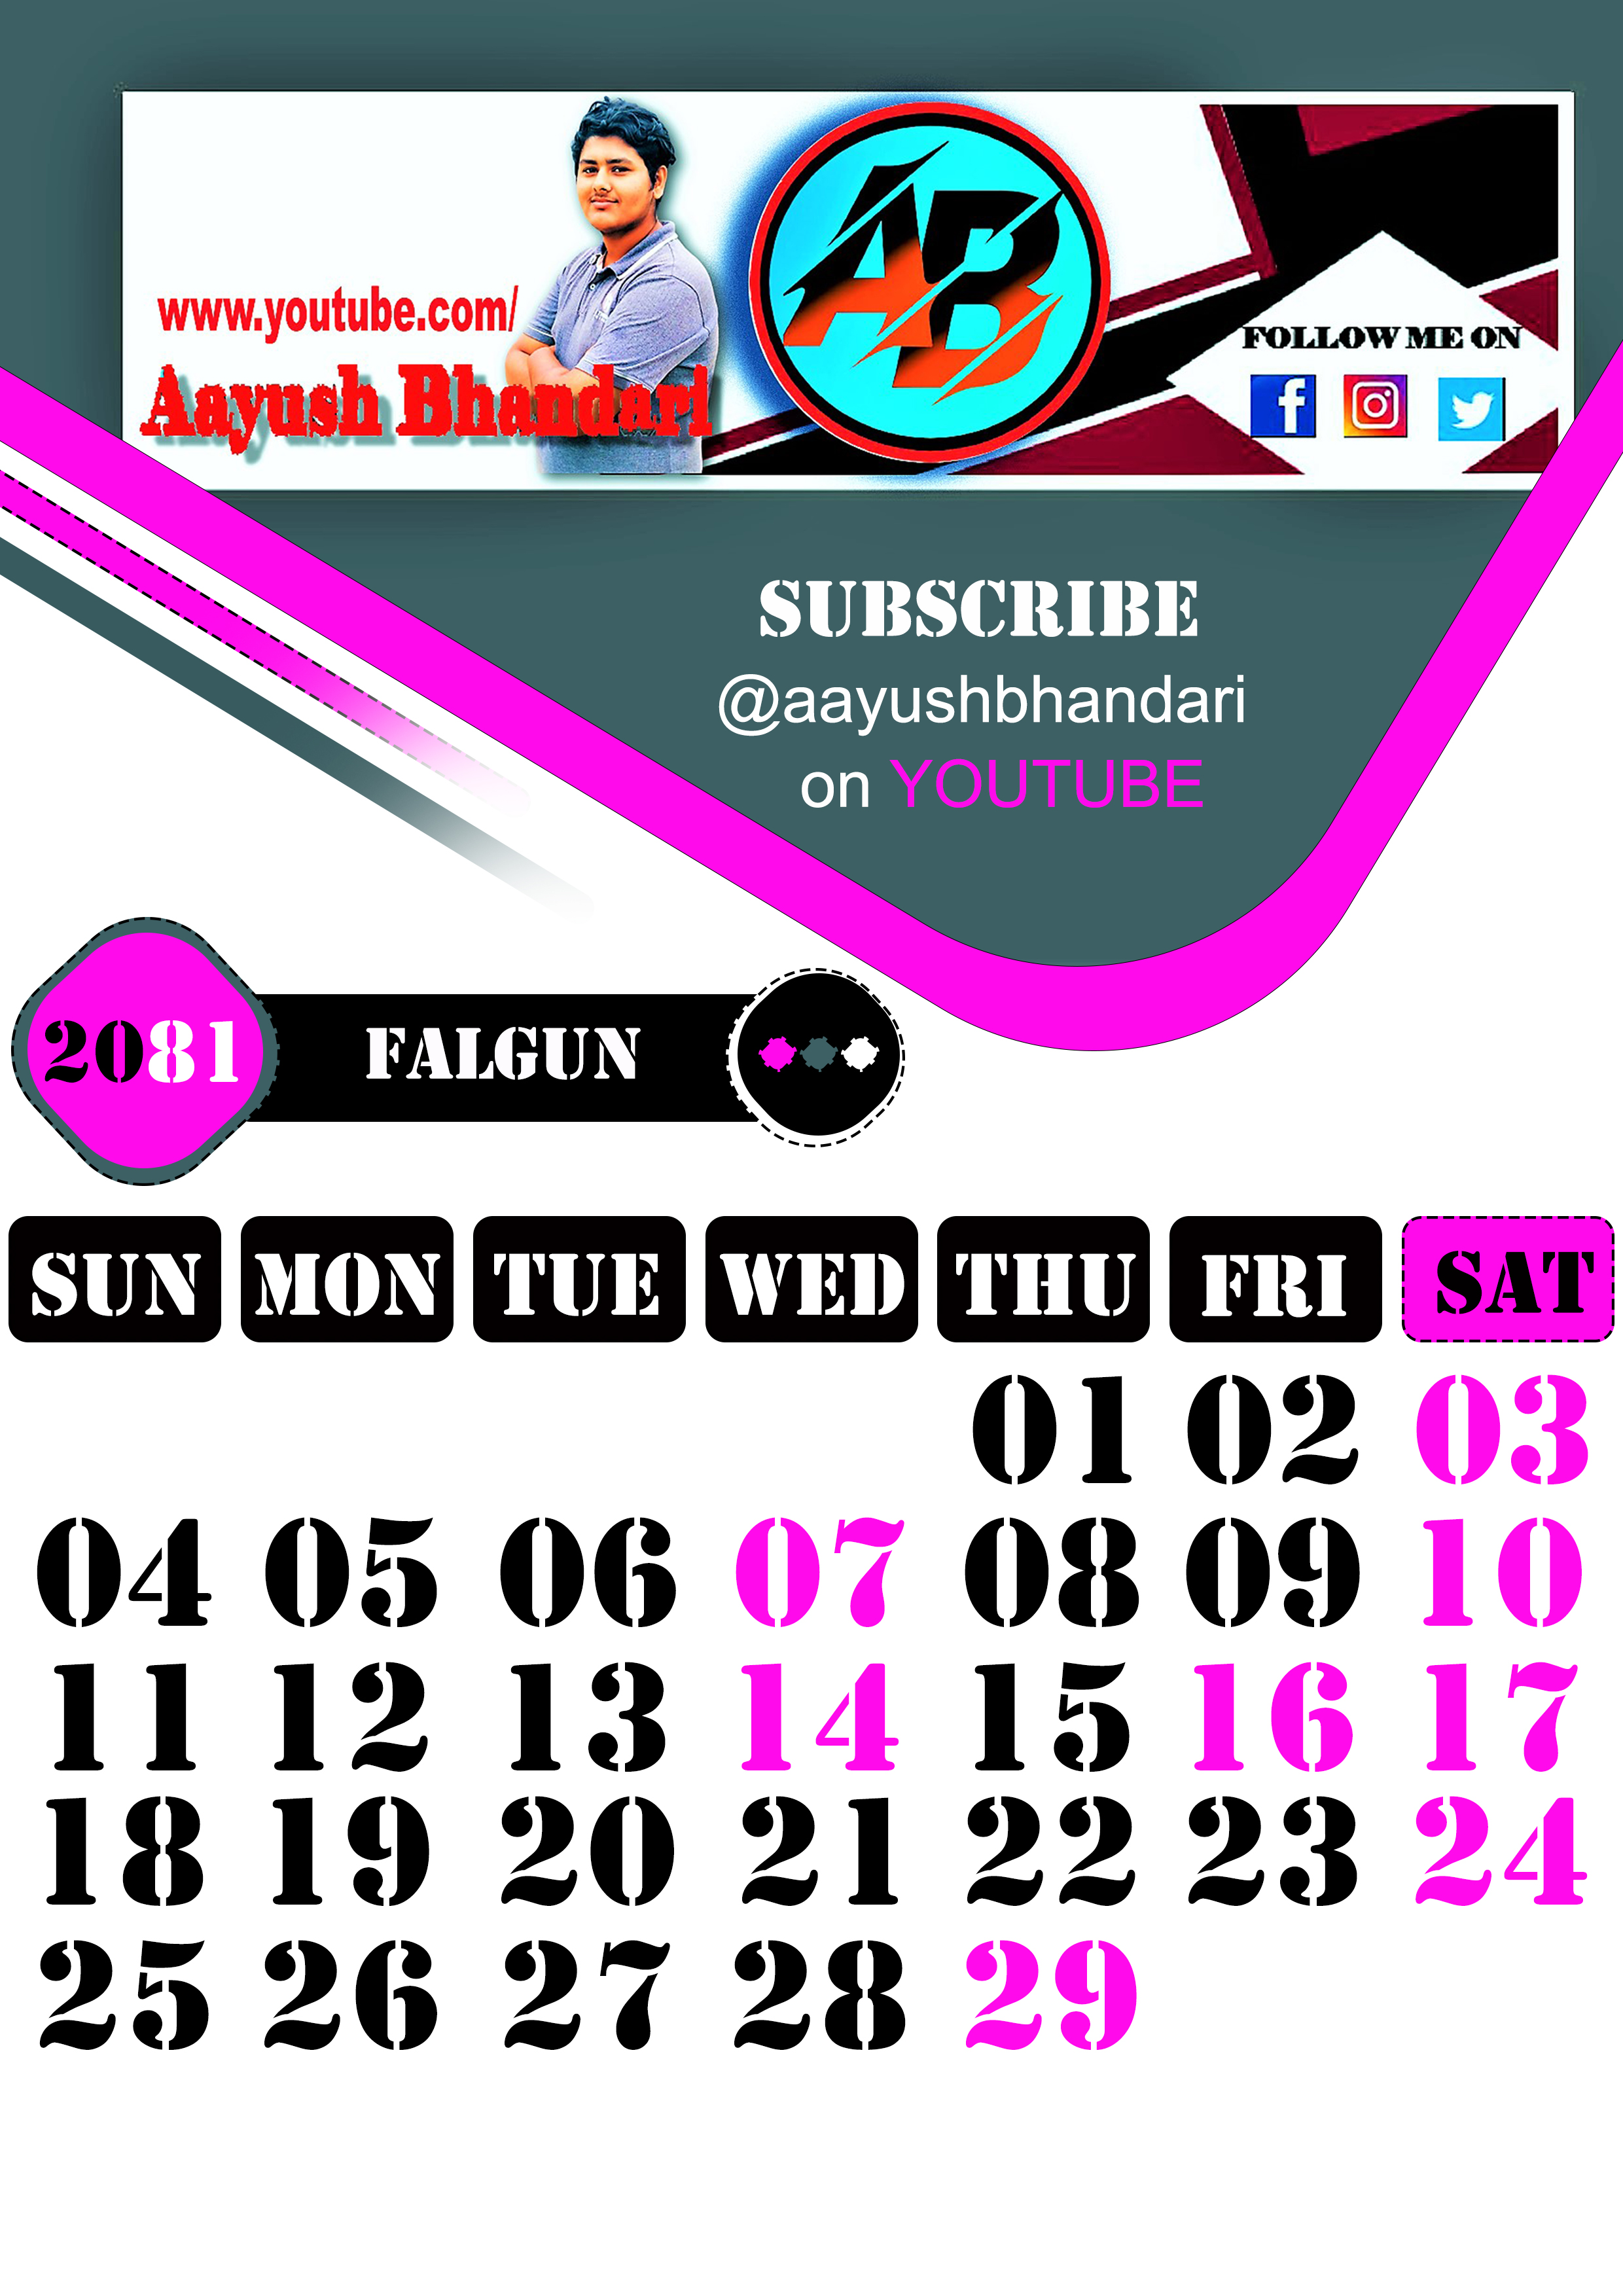 www.youtube.com/
Aayush Bhandari
AB
FOLLOW ME ON
SUBSCRIBE
@aayushbhandari
on YOUTUBE
2081 FALGUN
SUN MON TUE WED THU FRI SAT
01 02 03
04 05 06 07 08 09 10
11 12 13 14 15 16 17
18 19 20 21 22 23 24
25 26 27 28 29